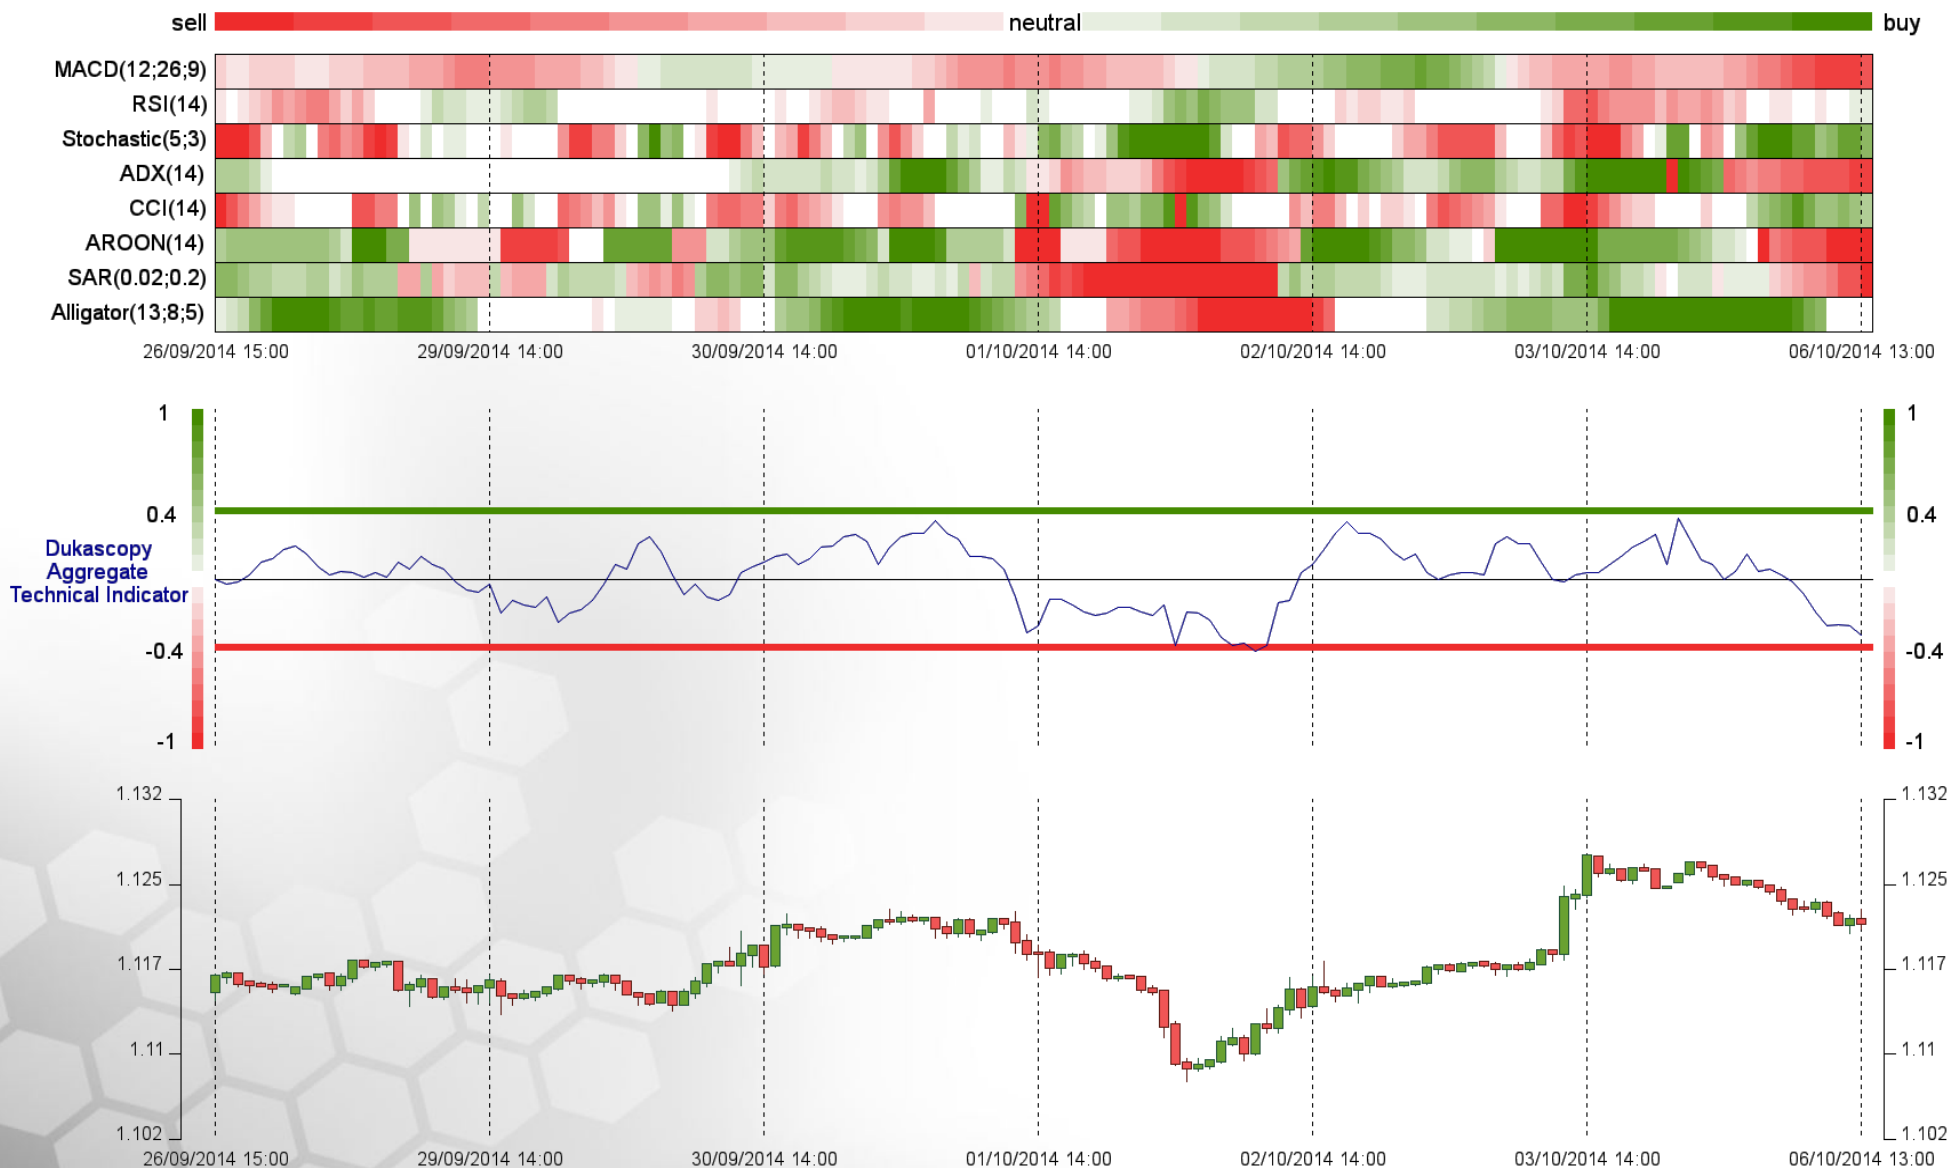 sell neutral buy
MACD(12;26;9)
RSI(14)
Stochastic(5;3)
ADX(14)
CCI(14)
AROON(14)
SAR(0.02;0.2)
Alligator(13;8;5)
26/09/2014 15:00 29/09/2014 14:00 30/09/2014 14:00 01/10/2014 14:00 02/10/2014 14:00 03/10/2014 14:00 06/10/2014 13:00
1 1
0.4 0.4
Dukascopy
Aggregate
Technical Indicator
-0.4 -0.4
-1 -1
1.132 1.132
1.125 1.125
1.117 1.117
1.11 1.11
1.102 1.102
26/09/2014 15:00 29/09/2014 14:00 30/09/2014 14:00 01/10/2014 14:00 02/10/2014 14:00 03/10/2014 14:00 06/10/2014 13:00